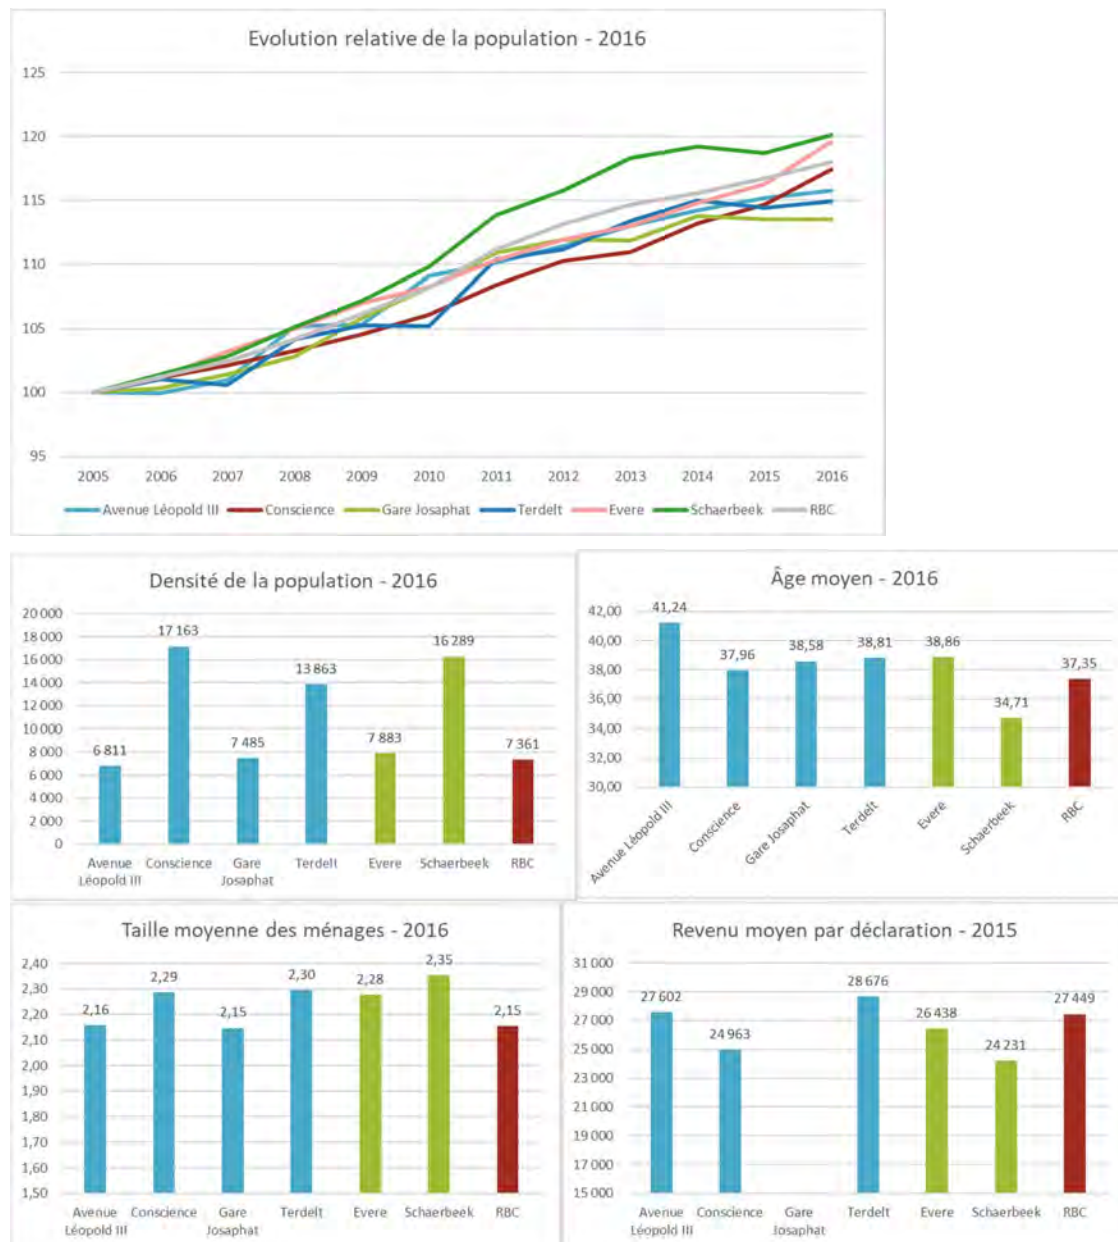 Evolution relative de la population - 2016
125
120
115
110
105
100
95
2005 2006 2007 2008 2009 2010 2011 2012 2013 2014 2015 2016
Avenue Léopold III Conscience Gare Josaphat Terdelt Evere Schaerbeek RBC
Densité de la population - 2016
20 000
18 000
16 000
14 000
12 000
10 000
8 000
6 000
4 000
2 000
0
6 811
17 163
7 485
13 863
7 883
16 289
7 361
Avenue Léopold III
Conscience
Gare Josaphat
Terdelt
Evere
Schaerbeek
RBC
Âge moyen - 2016
42,00
40,00
38,00
36,00
34,00
32,00
30,00
41,24
37,96
38,58
38,81
38,86
34,71
37,35
Avenue Léopold III
Conscience
Gare Josaphat
Terdelt
Evere
Schaerbeek
RBC
Taille moyenne des ménages - 2016
2,40
2,30
2,20
2,10
2,00
1,90
1,80
1,70
1,60
1,50
2,16
2,29
2,15
2,30
2,28
2,35
2,15
Avenue Léopold III
Conscience
Gare Josaphat
Terdelt
Evere
Schaerbeek
RBC
Revenu moyen par déclaration - 2015
31 000
29 000
27 000
25 000
23 000
21 000
19 000
17 000
15 000
27 602
24 963
28 676
26 438
24 231
27 449
Avenue Léopold III
Conscience
Gare Josaphat
Terdelt
Evere
Schaerbeek
RBC